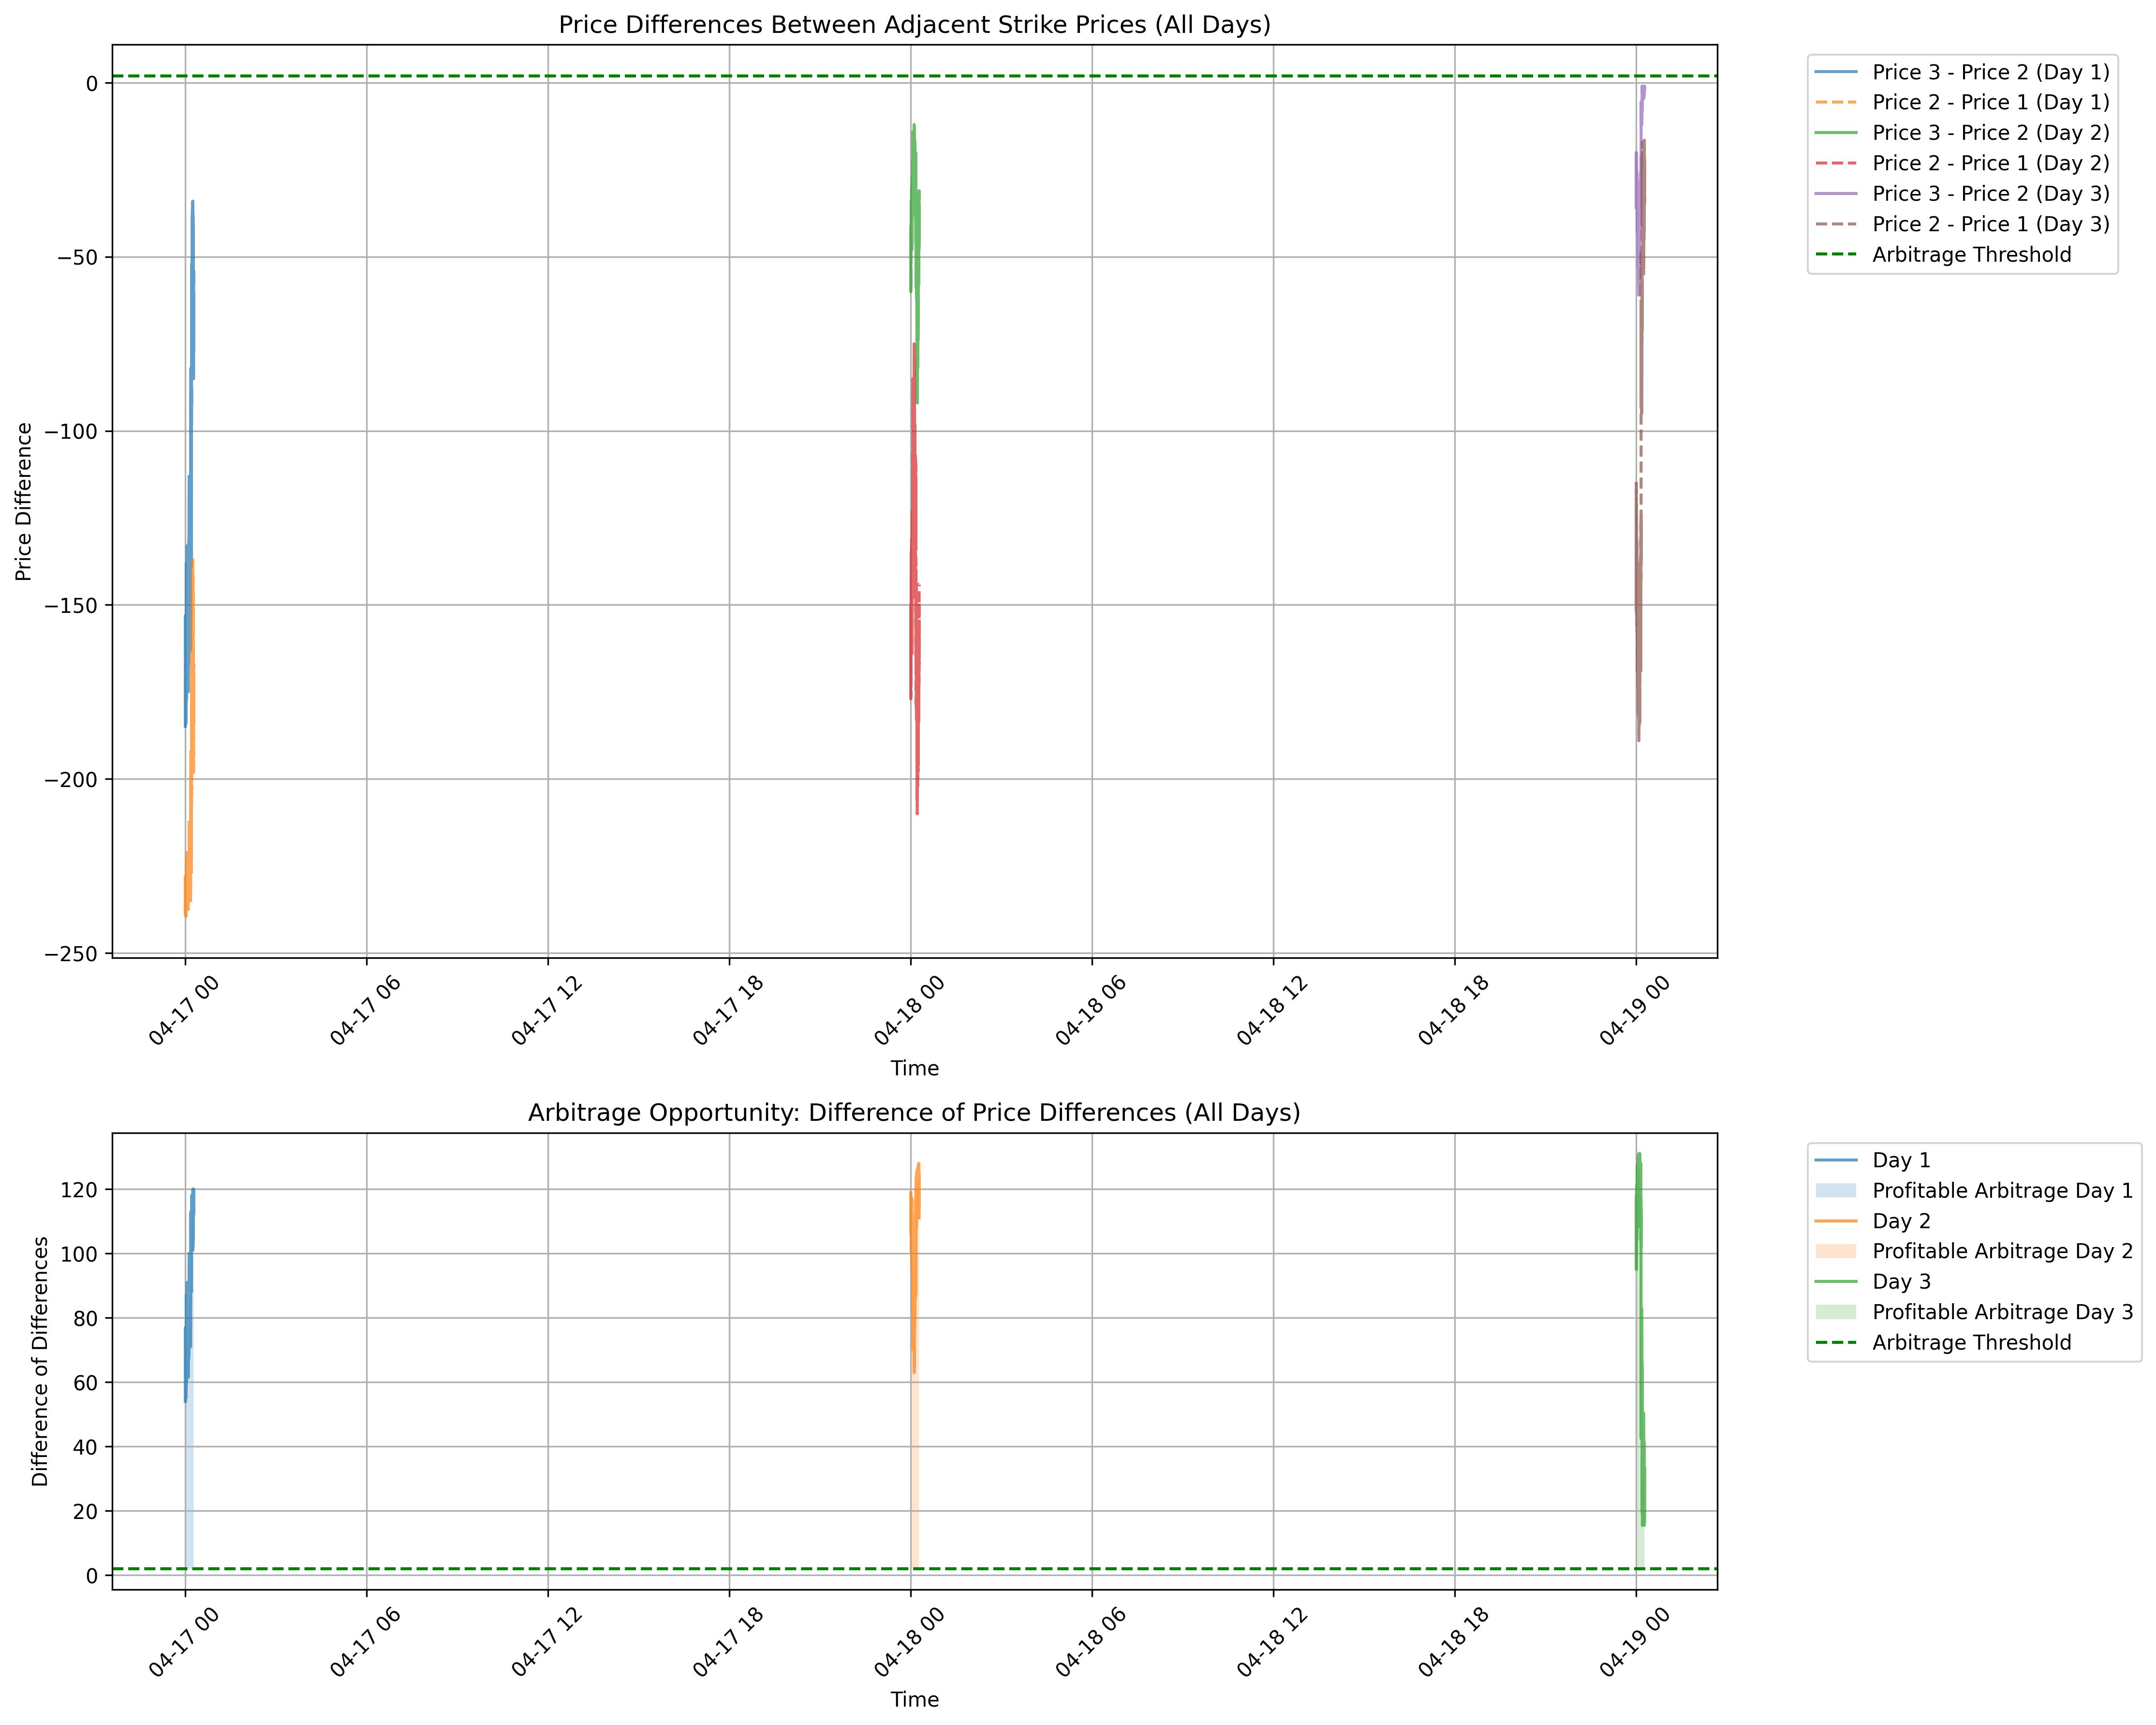 Price Differences Between Adjacent Strike Prices (All Days)
Price Difference
0
−50
−100
−150
−200
−250
04-17 00
04-17 06
04-17 12
04-17 18
04-18 00
04-18 06
04-18 12
04-18 18
04-19 00
Time
Price 3 - Price 2 (Day 1)
Price 2 - Price 1 (Day 1)
Price 3 - Price 2 (Day 2)
Price 2 - Price 1 (Day 2)
Price 3 - Price 2 (Day 3)
Price 2 - Price 1 (Day 3)
Arbitrage Threshold
Arbitrage Opportunity: Difference of Price Differences (All Days)
Difference of Differences
120
100
80
60
40
20
0
04-17 00
04-17 06
04-17 12
04-17 18
04-18 00
04-18 06
04-18 12
04-18 18
04-19 00
Time
Day 1
Profitable Arbitrage Day 1
Day 2
Profitable Arbitrage Day 2
Day 3
Profitable Arbitrage Day 3
Arbitrage Threshold